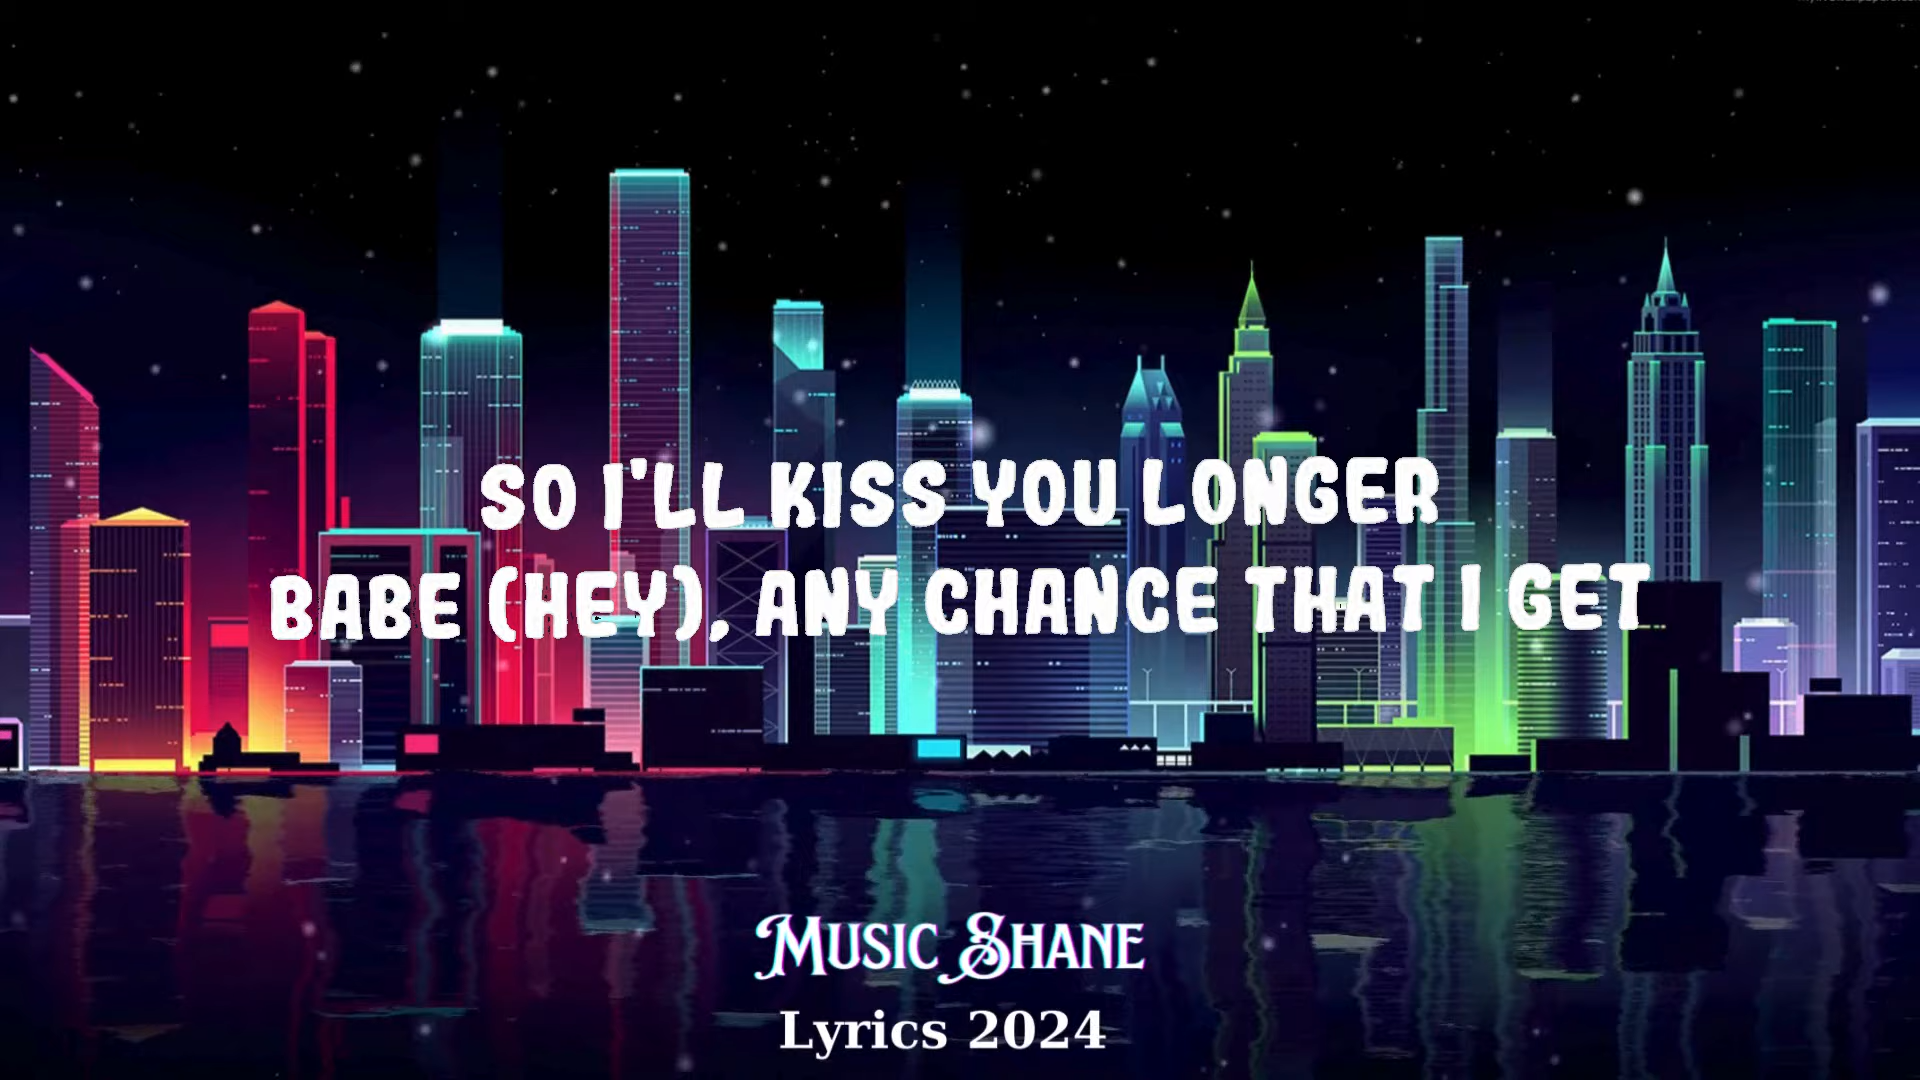 SO I'LL KISS YOU LONGER
BABE (HEY), ANY CHANCE THAT I GET
MUSIC SHANE
Lyrics 2024